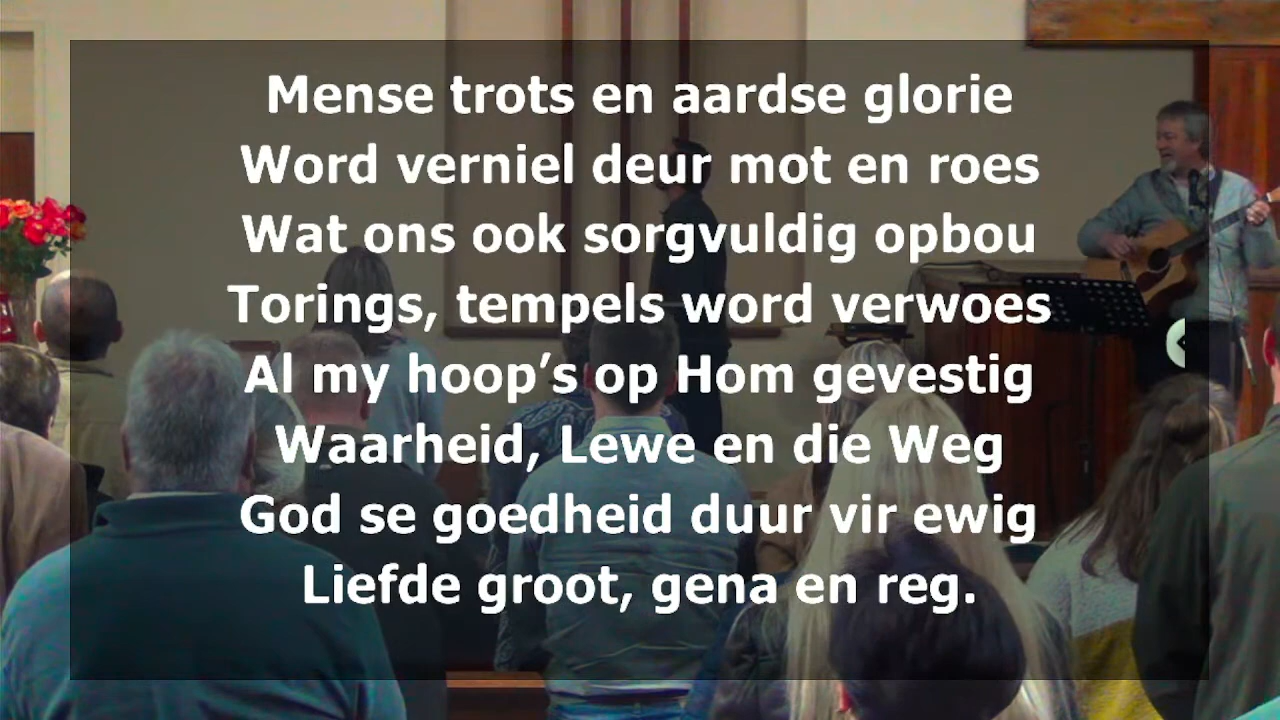 Mense trots en aardse glorie
Word verniel deur mot en roes
Wat ons ook sorgvuldig opbou
Torings, tempels word verwoes
Al my hoop’s op Hom gevestig
Waarheid, Lewe en die Weg
God se goedheid duur vir ewig
Liefde groot, gena en reg.